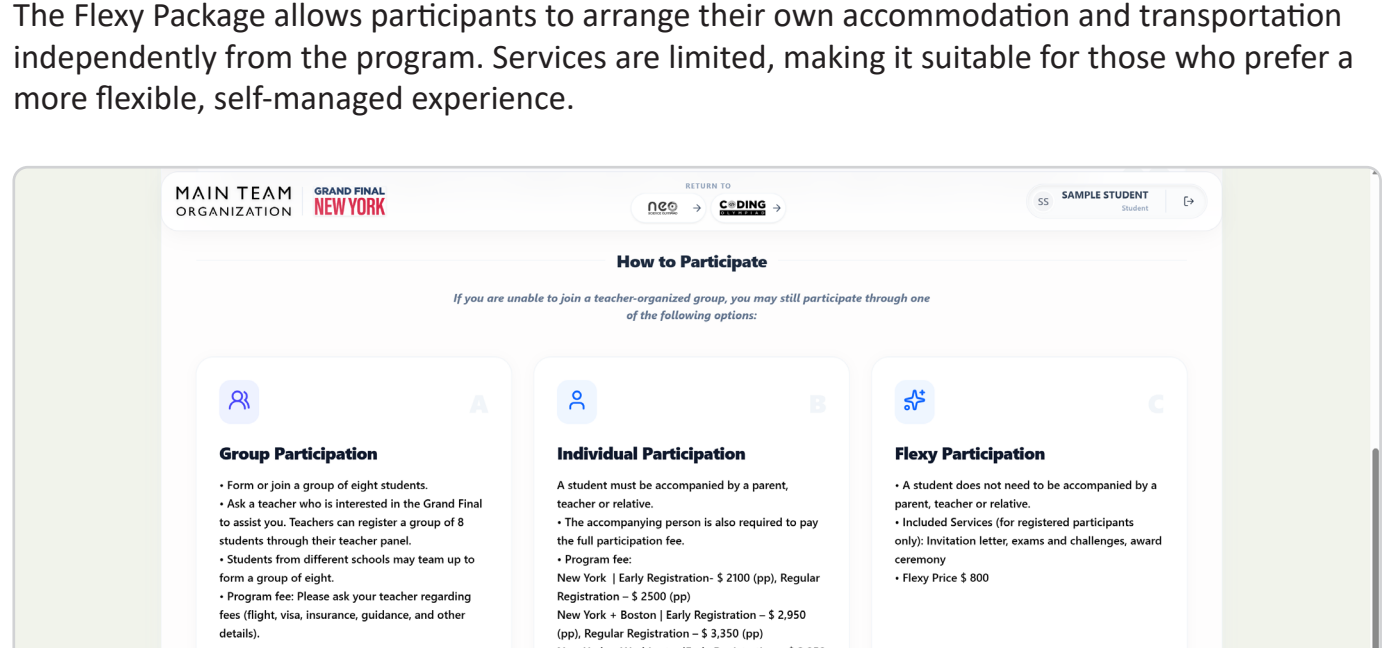 The Flexy Package allows participants to arrange their own accommodation and transportation
independently from the program. Services are limited, making it suitable for those who prefer a
more flexible, self-managed experience.
MAIN TEAM
ORGANIZATION
GRAND FINAL
NEW YORK
RETURN TO
neo
CODING
OLYMPIAD
SS
SAMPLE STUDENT
Student
How to Participate
If you are unable to join a teacher-organized group, you may still participate through one
of the following options:
A
Group Participation
• Form or join a group of eight students.
• Ask a teacher who is interested in the Grand Final
to assist you. Teachers can register a group of 8
students through their teacher panel.
• Students from different schools may team up to
form a group of eight.
• Program fee: Please ask your teacher regarding
fees (flight, visa, insurance, guidance, and other
details).
B
Individual Participation
A student must be accompanied by a parent,
teacher or relative.
• The accompanying person is also required to pay
the full participation fee.
• Program fee:
New York | Early Registration- $ 2100 (pp), Regular
Registration – $ 2500 (pp)
New York + Boston | Early Registration – $ 2,950
(pp), Regular Registration – $ 3,350 (pp)
C
Flexy Participation
• A student does not need to be accompanied by a
parent, teacher or relative.
• Included Services (for registered participants
only): Invitation letter, exams and challenges, award
ceremony
• Flexy Price $ 800